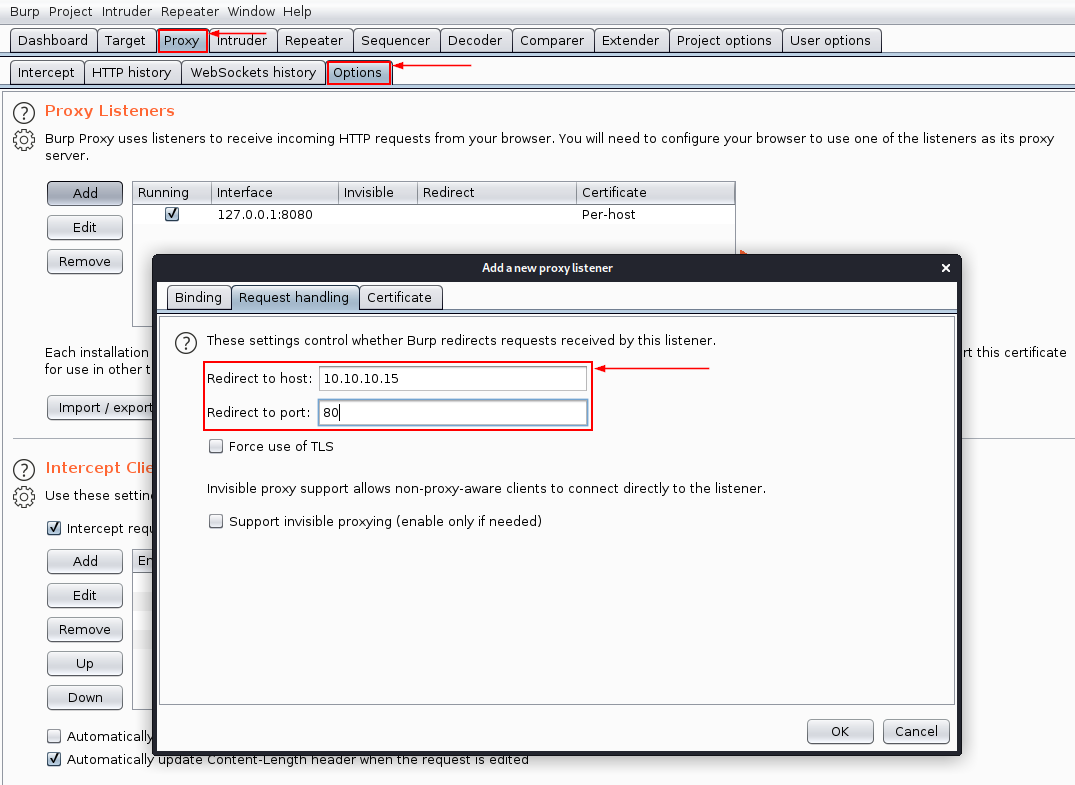 Burp Project Intruder Repeater Window Help
Dashboard Target Proxy Intruder Repeater Sequencer Decoder Comparer Extender Project options User options
Intercept HTTP history WebSockets history Options
? Proxy Listeners
Burp Proxy uses listeners to receive incoming HTTP requests from your browser. You will need to configure your browser to use one of the listeners as its proxy
server.
Add Running Interface Invisible Redirect Certificate
127.0.0.1:8080 Per-host
Edit
Remove
Add a new proxy listener
Binding Request handling Certificate
? These settings control whether Burp redirects requests received by this listener.
Each installation
rt this certificate
for use in other t
Redirect to host: 10.10.10.15
Import / export
Redirect to port: 80
Force use of TLS
? Intercept Clie
Use these settin
Invisible proxy support allows non-proxy-aware clients to connect directly to the listener.
Intercept requ
Support invisible proxying (enable only if needed)
Add En
Edit
Remove
Up
Down
OK Cancel
Automatically
Automatically update Content-Length header when the request is edited